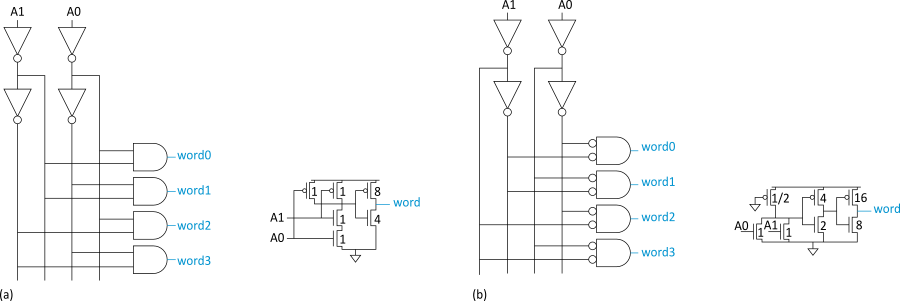 A1 A0
word0
word1
word2
word3
1 1 8
word
A1 1 4
A0 1
(a)
A1 A0
word0
word1
word2
word3
1/2 4 16
word
A0 1 A1 1 2 8
(b)